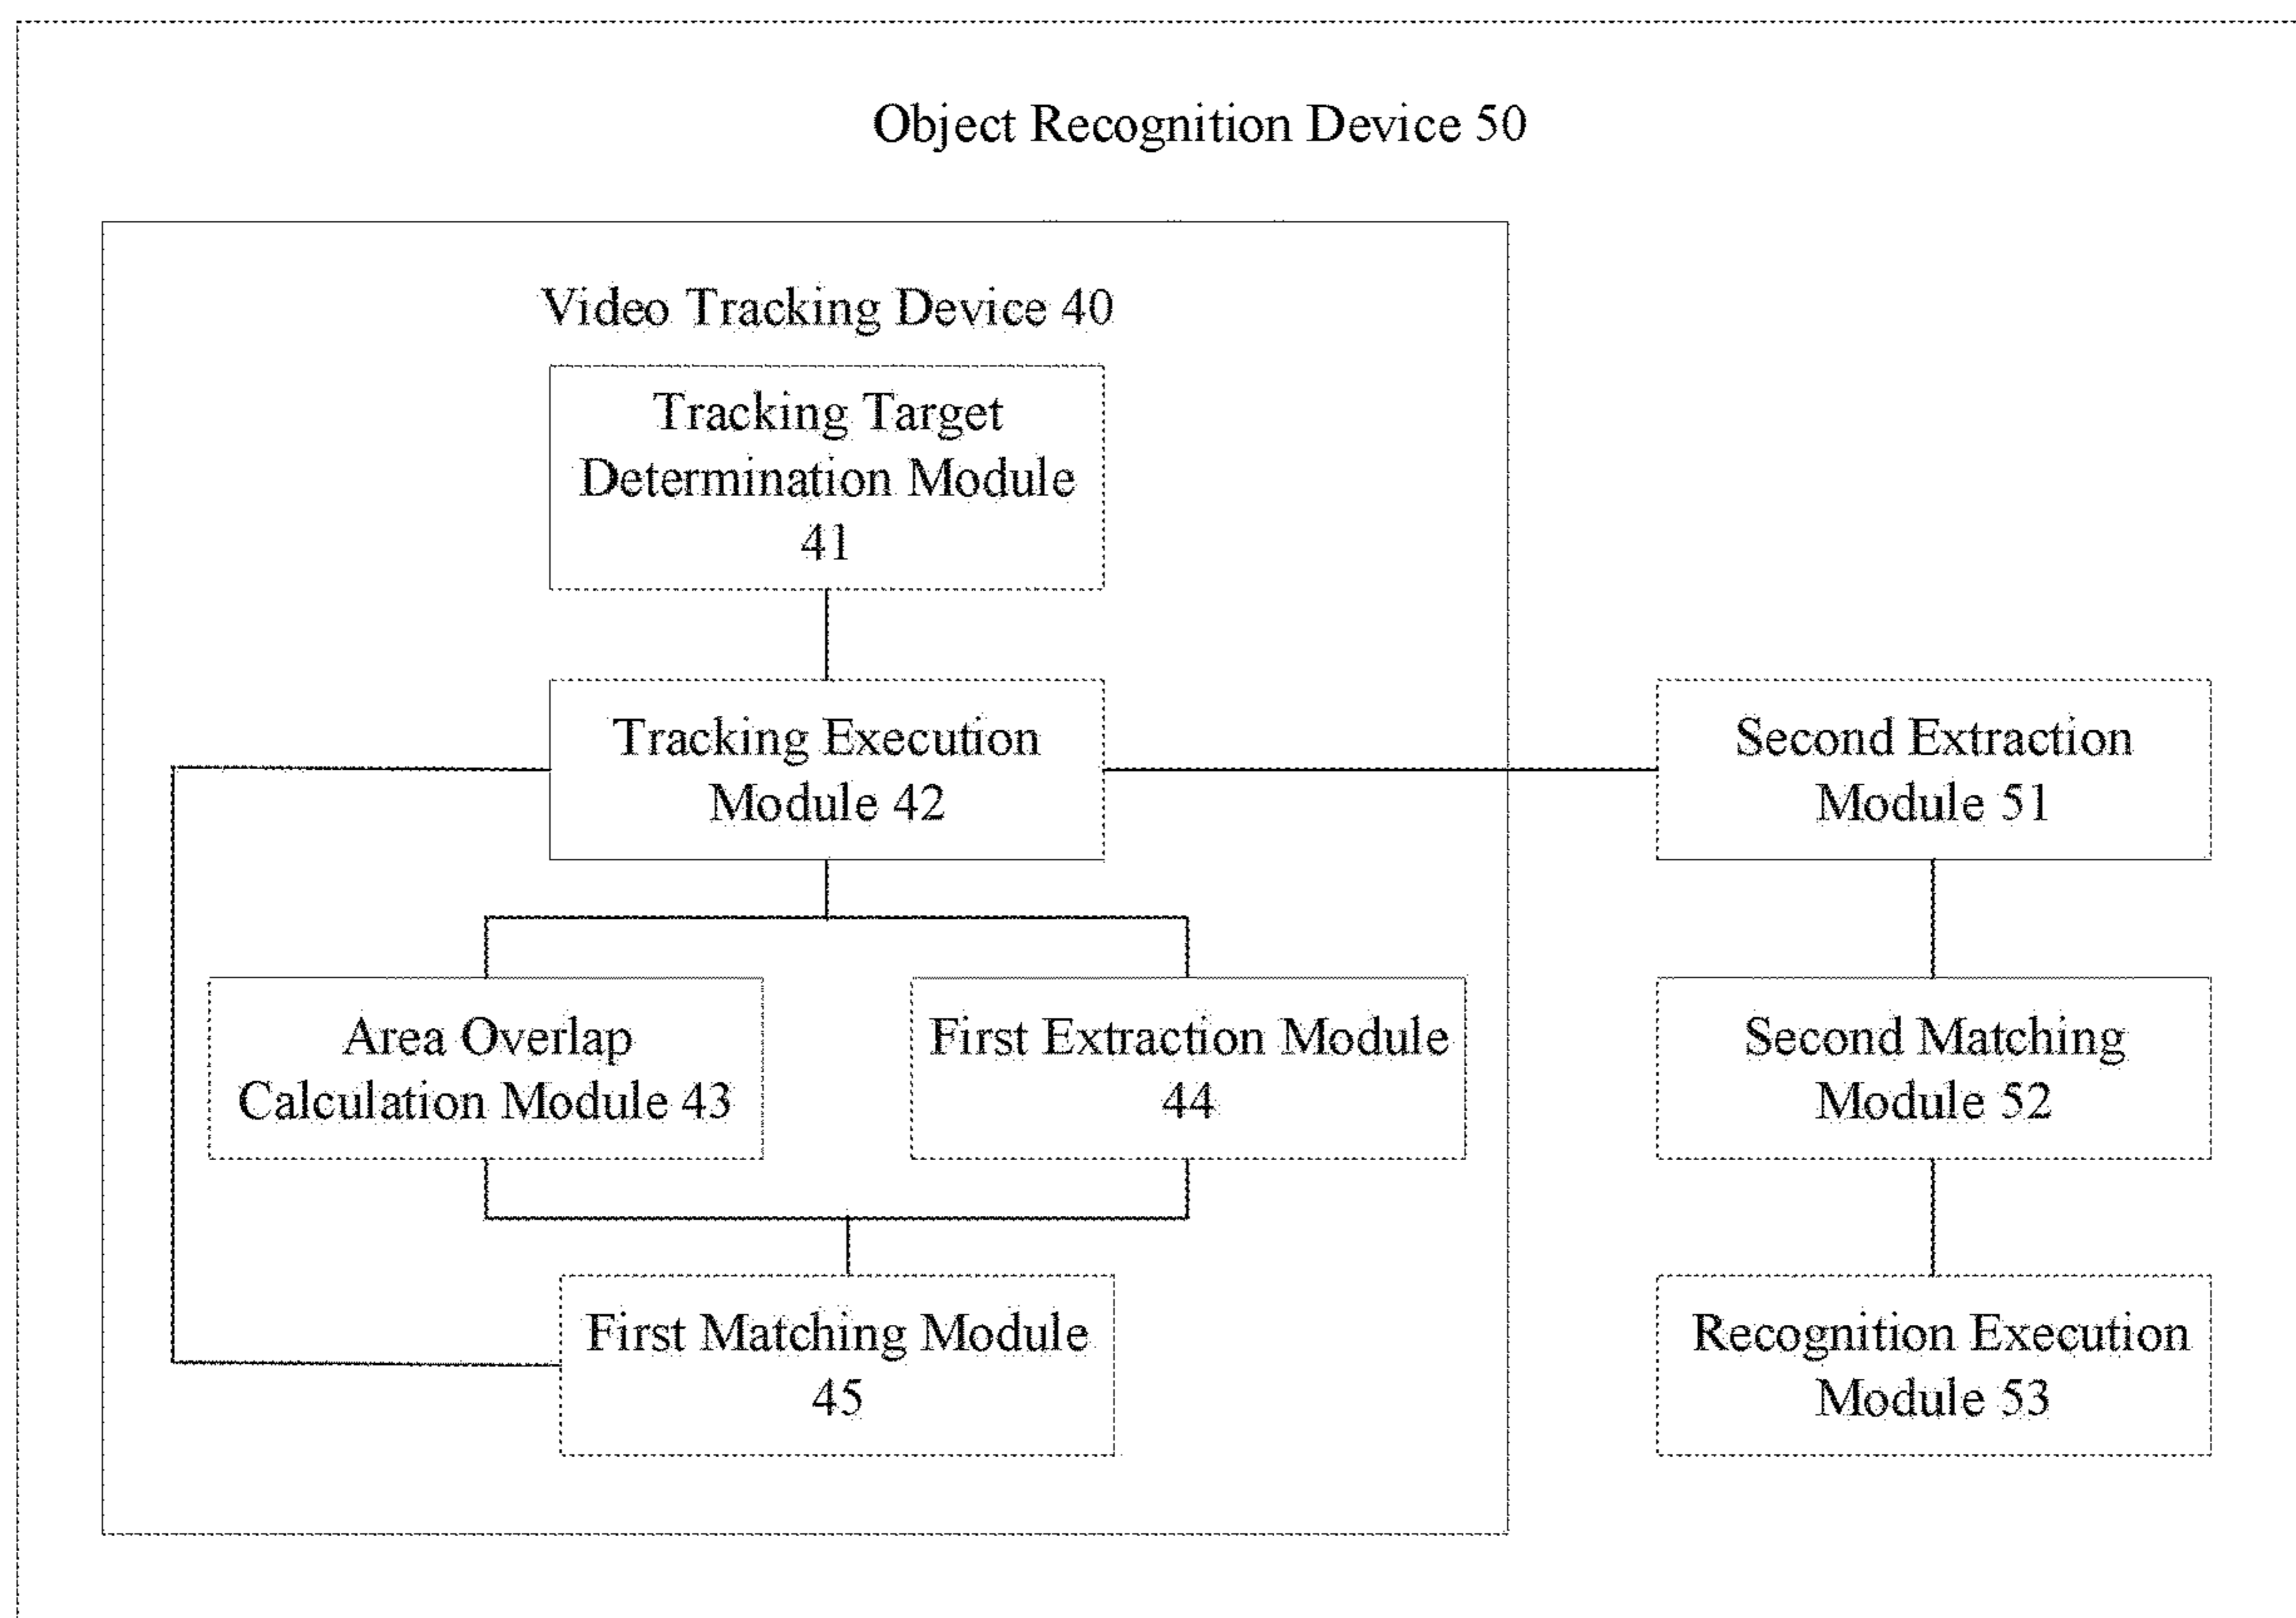 Object Recognition Device 50
Video Tracking Device 40
Tracking Target
Determination Module
41
Tracking Execution
Module 42
Second Extraction
Module 51
Area Overlap
Calculation Module 43
First Extraction Module
44
Second Matching
Module 52
First Matching Module
45
Recognition Execution
Module 53